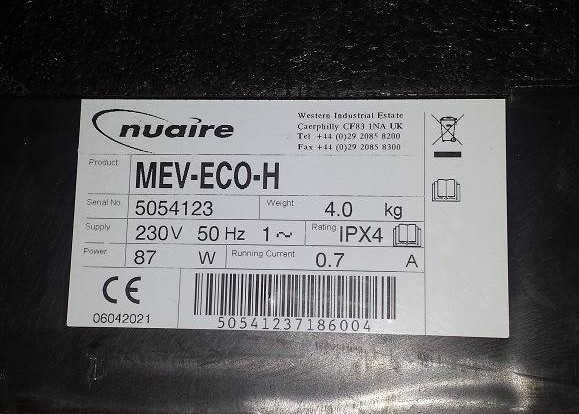 nuaire
Western Industrial Estate
Caerphilly CF83 1NA UK
Tel +44 (0)29 2085 8200
Fax +44 (0)29 2085 8300
Product MEV-ECO-H
Serial No. 5054123 Weight 4.0 kg
Supply 230V 50 Hz 1~ Rating IPX4
Power 87 W Running Current 0.7 A
CE
06042021
50541237186004